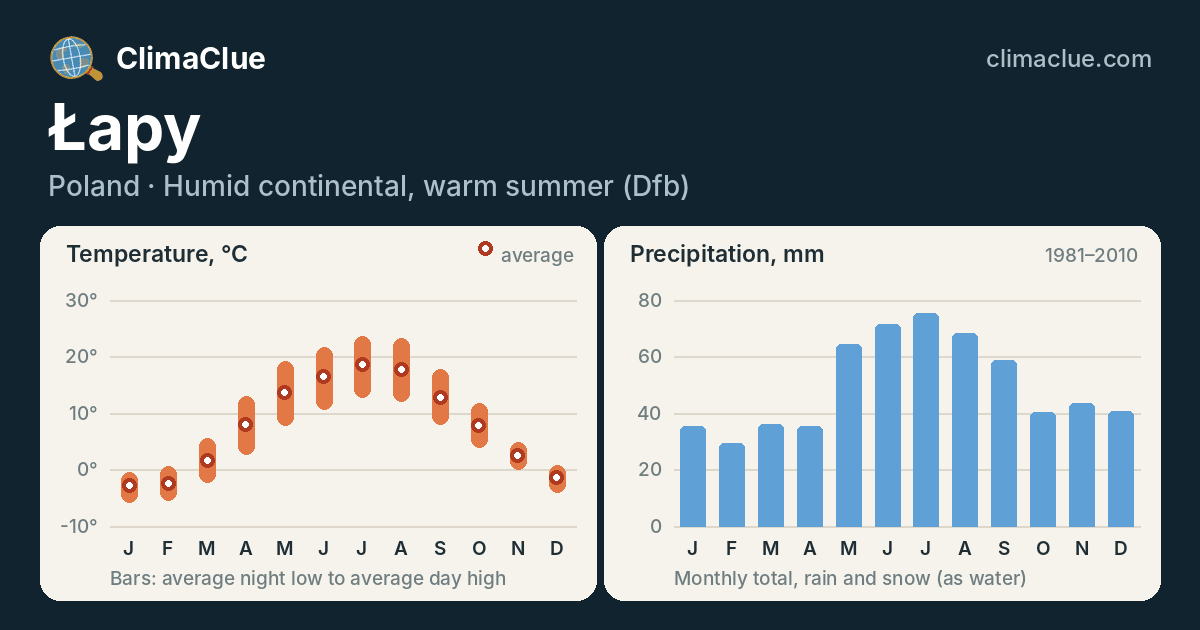 ClimaClue
climaclue.com
Łapy
Poland · Humid continental, warm summer (Dfb)
Temperature, °C
average
30°
20°
10°
0°
-10°
J F M A M J J A S O N D
Bars: average night low to average day high
Precipitation, mm
1981–2010
80
60
40
20
0
J F M A M J J A S O N D
Monthly total, rain and snow (as water)